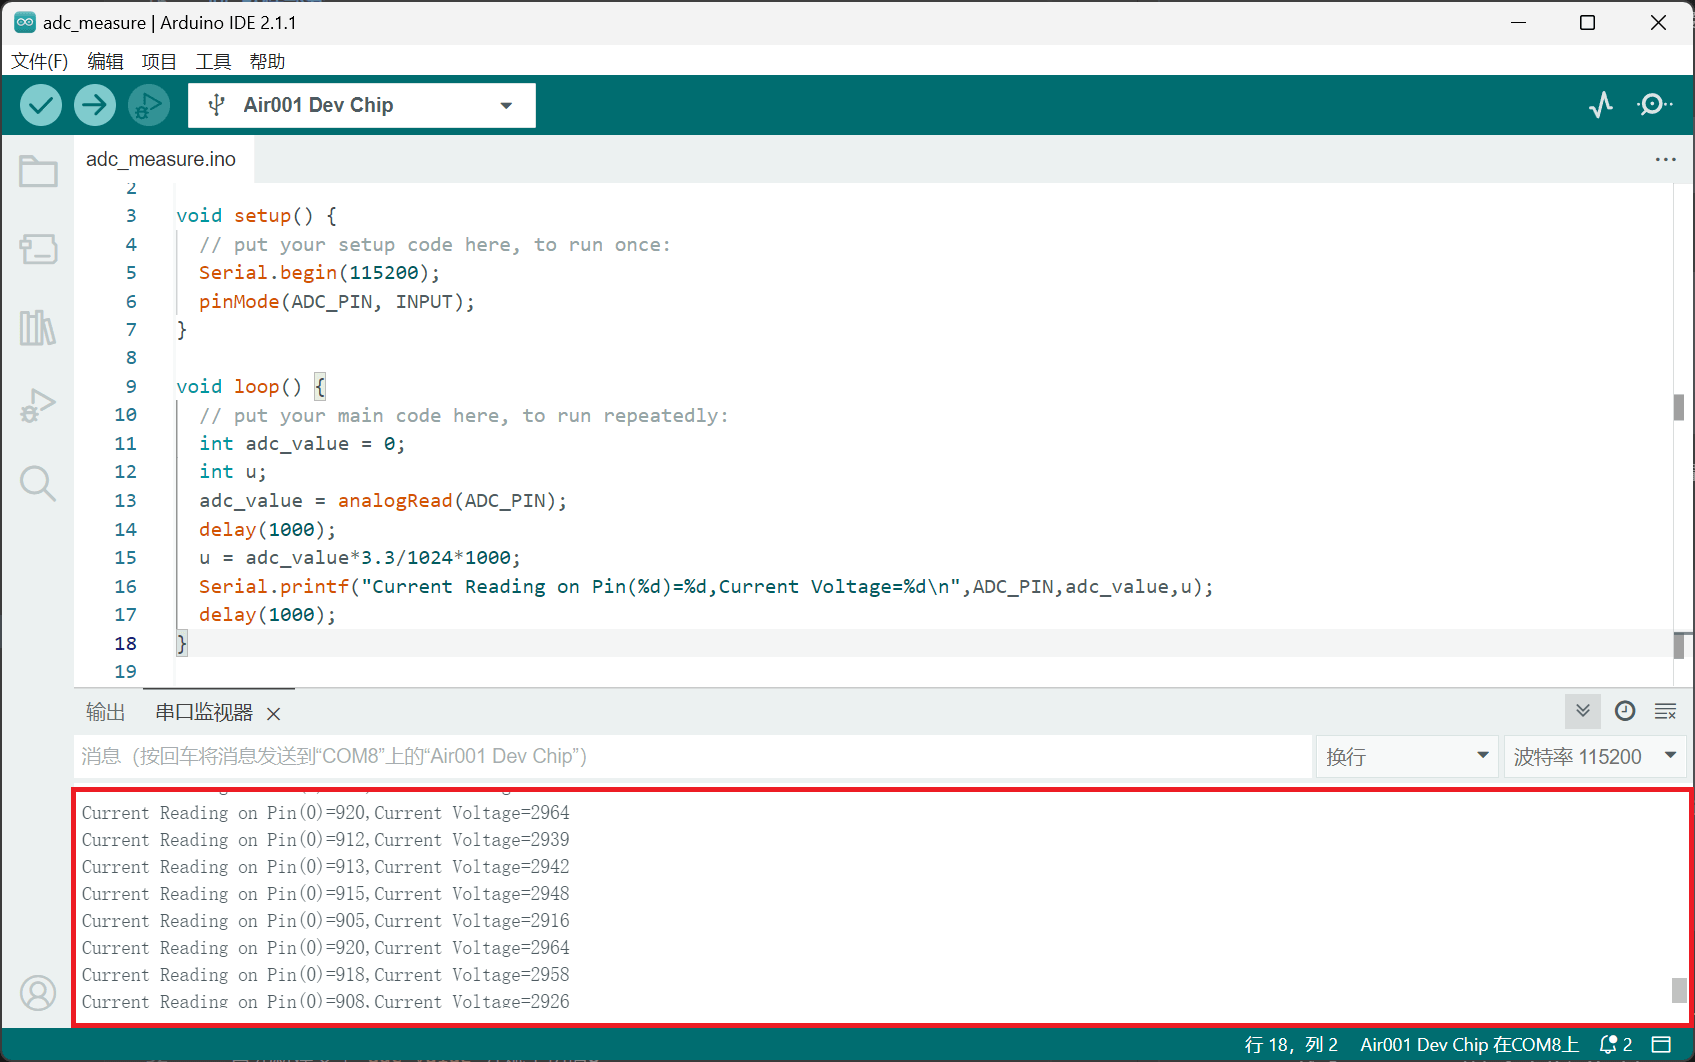 adc_measure | Arduino IDE 2.1.1
文件(F) 编辑 项目 工具 帮助
Air001 Dev Chip
adc_measure.ino
2
3 void setup() {
4 // put your setup code here, to run once:
5 Serial.begin(115200);
6 pinMode(ADC_PIN, INPUT);
7 }
8
9 void loop() {
10 // put your main code here, to run repeatedly:
11 int adc_value = 0;
12 int u;
13 adc_value = analogRead(ADC_PIN);
14 delay(1000);
15 u = adc_value*3.3/1024*1000;
16 Serial.printf("Current Reading on Pin(%d)=%d,Current Voltage=%d\n",ADC_PIN,adc_value,u);
17 delay(1000);
18 }
19
输出 串口监视器
消息（按回车将消息发送到“COM8”上的“Air001 Dev Chip”） 换行 波特率 115200
Current Reading on Pin(0)=920,Current Voltage=2964
Current Reading on Pin(0)=912,Current Voltage=2939
Current Reading on Pin(0)=913,Current Voltage=2942
Current Reading on Pin(0)=915,Current Voltage=2948
Current Reading on Pin(0)=905,Current Voltage=2916
Current Reading on Pin(0)=920,Current Voltage=2964
Current Reading on Pin(0)=918,Current Voltage=2958
Current Reading on Pin(0)=908,Current Voltage=2926
行 18，列 2 Air001 Dev Chip 在COM8上 2